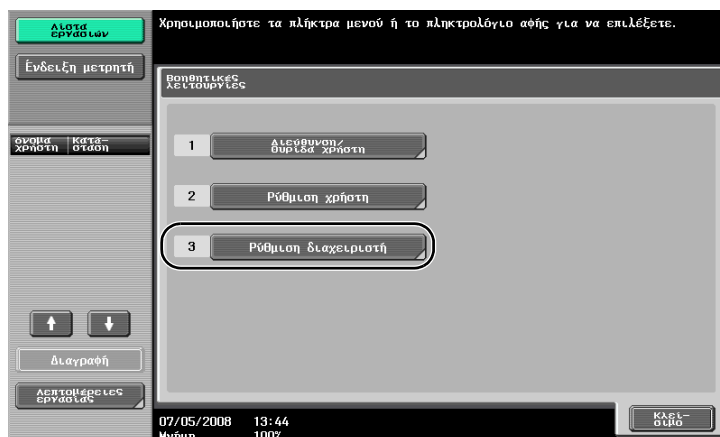 Λίστα
εργασιών
Χρησιμοποιήστε τα πλήκτρα μενού ή το πληκτρολόγιο αφής για να επιλέξετε.
Ένδειξη μετρητή
Βοηθητικές
λειτουργίες
όνομα
χρήστη
Κατά-
σταση
1
Διεύθυνση/
θυρίδα χρήστη
2
Ρύθμιση χρήστη
3
Ρύθμιση διαχειριστή
Διαγραφή
Λεπτομέρειες
εργασίας
07/05/2008 13:44
Μνήμη 100%
Κλεί-
σιμο